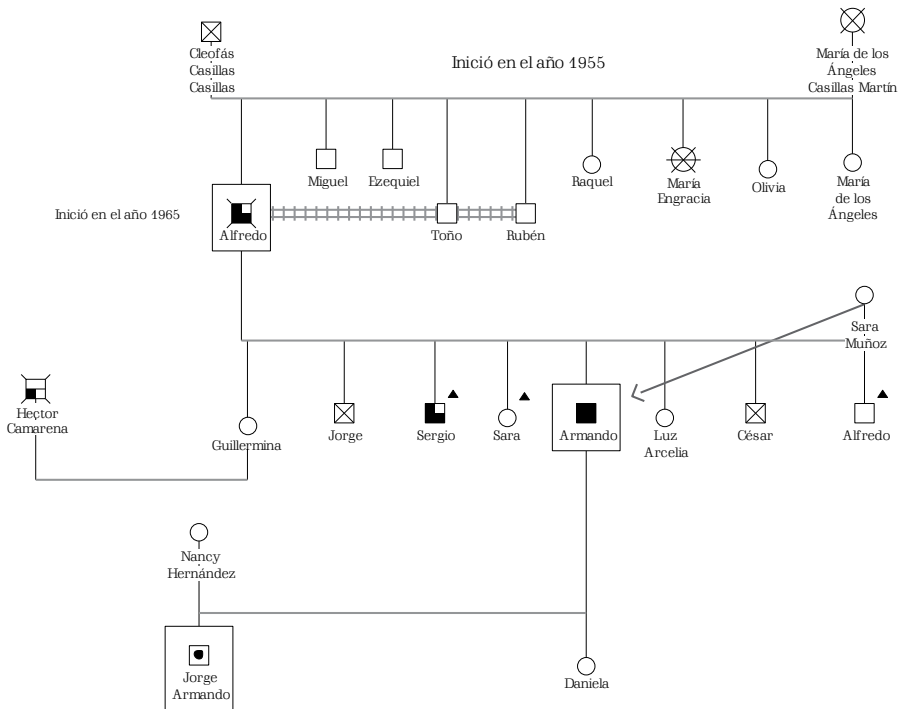 Cleofás
Casillas
Casillas
Inició en el año 1955
María de los
Ángeles
Casillas Martín
Miguel
Ezequiel
Raquel
María
Engracia
Olivia
María
de los
Ángeles
Inició en el año 1965
Alfredo
Toño
Rubén
Sara
Muñoz
Hector
Camarena
Guillermina
Jorge
Sergio
Sara
Armando
Luz
Arcelia
César
Alfredo
Nancy
Hernández
Jorge
Armando
Daniela